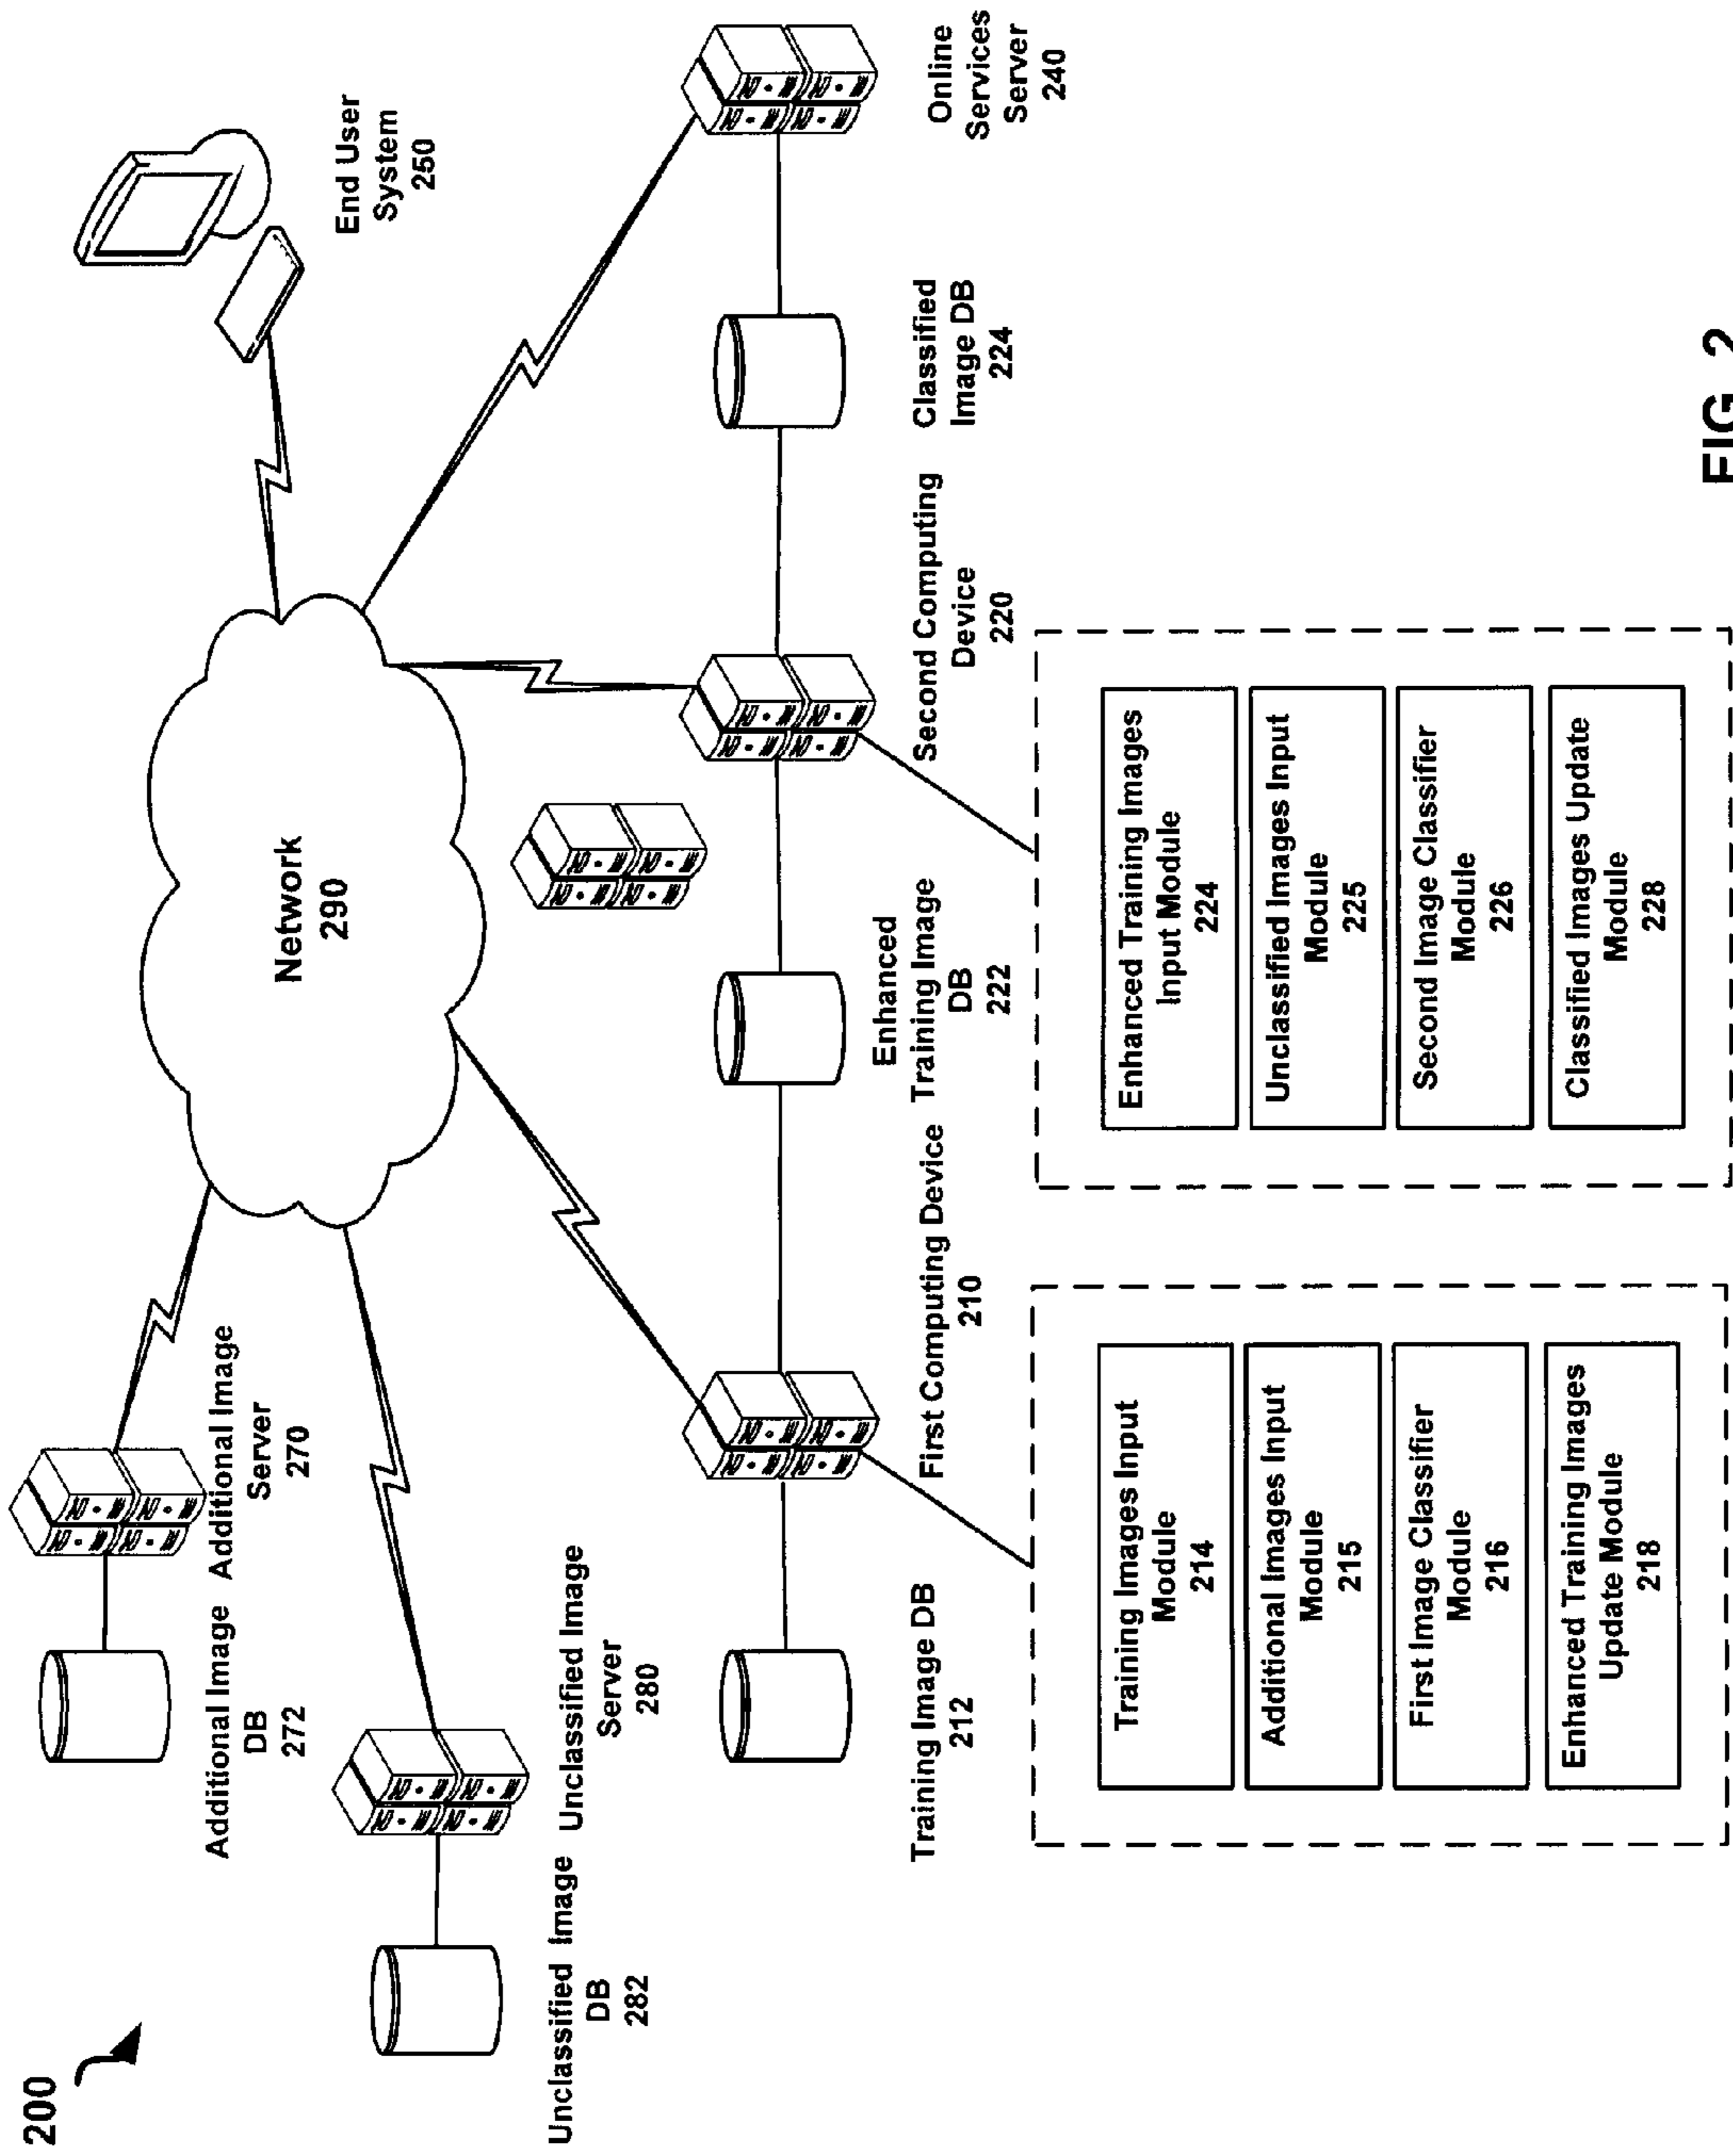 200
Additional Image
DB
272
Additional Image
Server
270
Unclassified Image
DB
282
Unclassified Image
Server
280
Network
290
End User
System
250
Training Image DB
212
First Computing Device
210
Enhanced
Training Image
DB
222
Second Computing
Device
220
Classified
Image DB
224
Online
Services
Server
240
Training Images Input
Module
214
Additional Images Input
Module
215
First Image Classifier
Module
216
Enhanced Training Images
Update Module
218
Enhanced Training Images
Input Module
224
Unclassified Images Input
Module
225
Second Image Classifier
Module
226
Classified Images Update
Module
228
FIG. 2